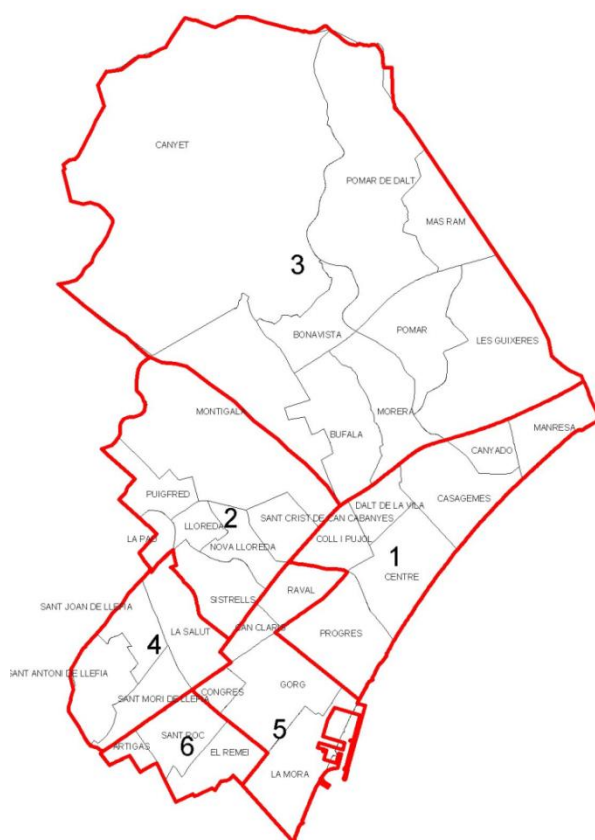 CANYET
POMAR DE DALT
MAS RAM
3
BONAVISTA
POMAR
LES GUIXERES
MONTIGALA
BUFALA
MORERA
MANRESA
CANYADO
CASAGEMES
DALT DE LA VILA
PUIGFRED
LLOREDA
2
SANT CRIST DE CAN CABANYES
COLL I PUJOL
1
LA PAU
NOVA LLOREDA
CENTRE
SISTRELLS
RAVAL
SANT JOAN DE LLEFIA
LA SALUT
4
CAN CLARIS
PROGRES
SANT ANTONI DE LLEFIA
SANT MORI DE LLEFIA
CONGRES
GORG
5
SANT ROC
6
ARTIGAS
EL REMEI
LA MORA